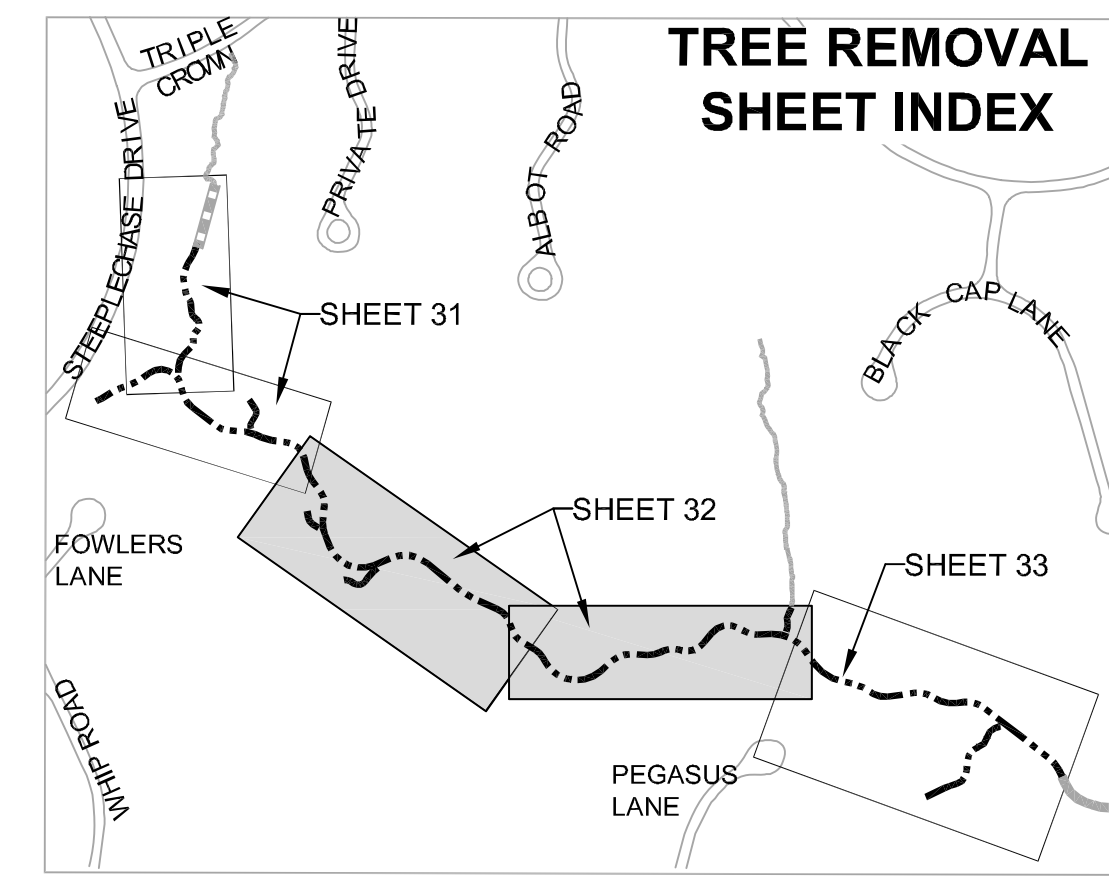 TREE REMOVAL
SHEET INDEX
TRIPLE
CROWN
STEEPLECHASE DRIVE
PRIVATE DRIVE
ALBOT ROAD
BLACK CAP LANE
SHEET 31
SHEET 32
FOWLERS
LANE
SHEET 33
WHIP ROAD
PEGASUS
LANE